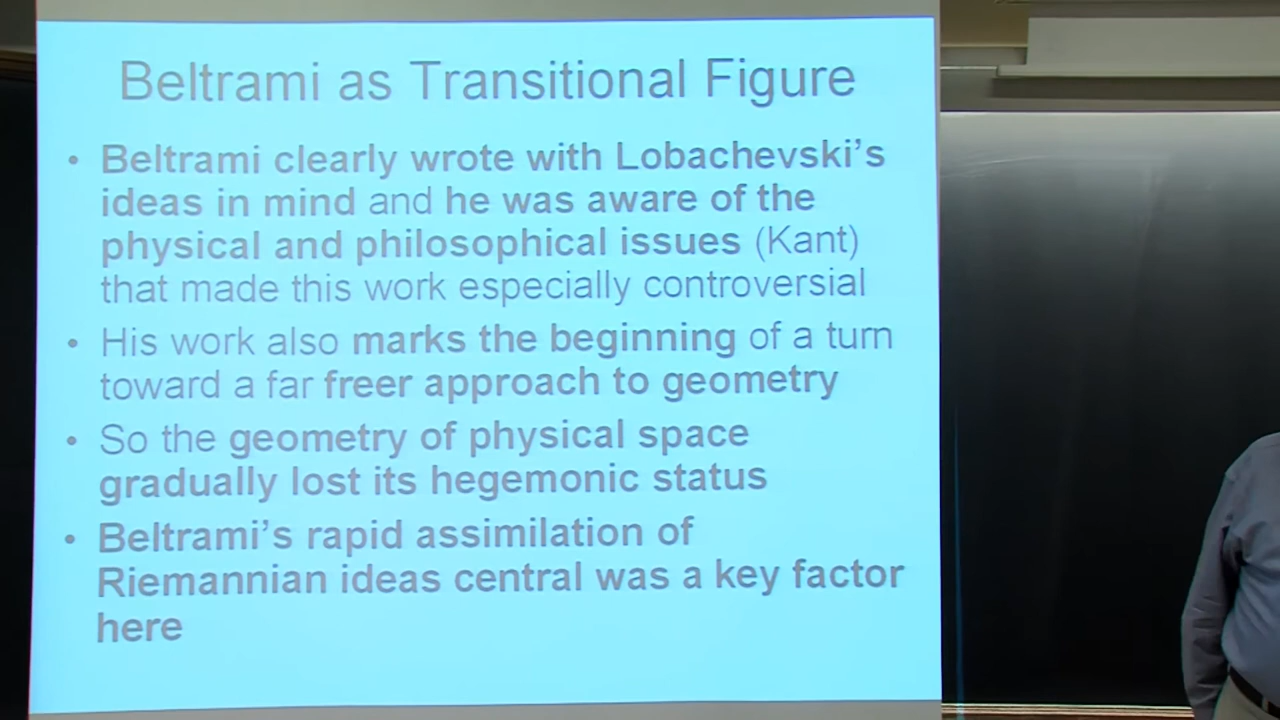 Beltrami as Transitional Figure
• Beltrami clearly wrote with Lobachevski's
ideas in mind and he was aware of the
physical and philosophical issues (Kant)
that made this work especially controversial
• His work also marks the beginning of a turn
toward a far freer approach to geometry
• So the geometry of physical space
gradually lost its hegemonic status
• Beltrami's rapid assimilation of
Riemannian ideas central was a key factor
here